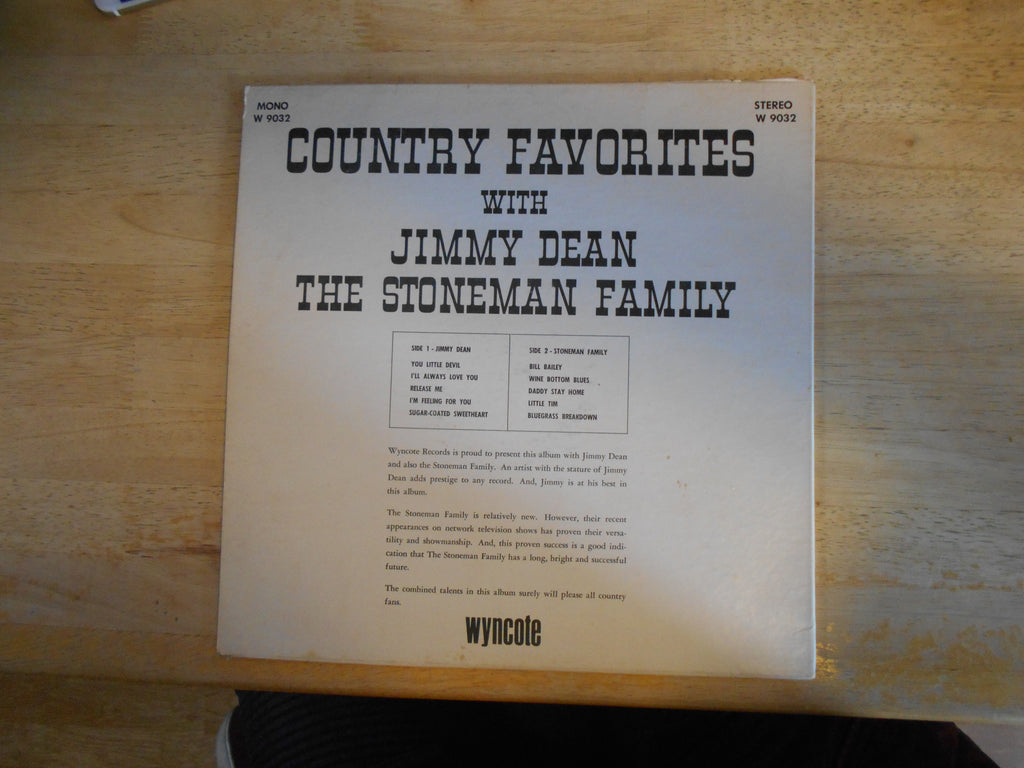 MONO STEREO
W 9032 W 9032
COUNTRY FAVORITES
WITH
JIMMY DEAN
THE STONEMAN FAMILY
SIDE 1 - JIMMY DEAN
YOU LITTLE DEVIL
I'LL ALWAYS LOVE YOU
RELEASE ME
I'M FEELING FOR YOU
SUGAR-COATED SWEETHEART
SIDE 2 - STONEMAN FAMILY
BILL BAILEY
WINE BOTTOM BLUES
DADDY STAY HOME
LITTLE TIM
BLUEGRASS BREAKDOWN
Wyncote Records is proud to present this album with Jimmy Dean
and also the Stoneman Family. An artist with the stature of Jimmy
Dean adds prestige to any record. And, Jimmy is at his best in
this album.
The Stoneman Family is relatively new. However, their recent
appearances on network television shows has proven their versa-
tility and showmanship. And, this proven success is a good indi-
cation that The Stoneman Family has a long, bright and successful
future.
The combined talents in this album surely will please all country
fans.
wyncote